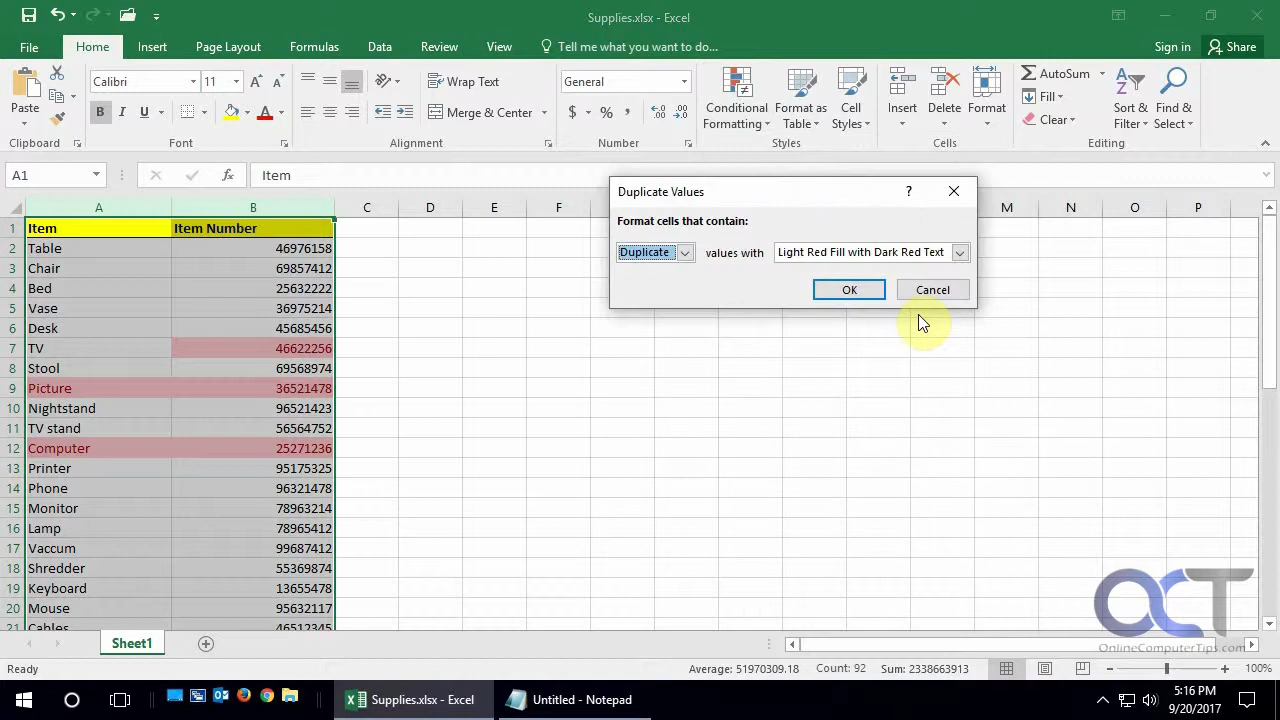 Supplies.xlsx - Excel
File Home Insert Page Layout Formulas Data Review View Tell me what you want to do... Sign in Share
Paste
Calibri 11
B I U A
Wrap Text
Merge & Center
General
$ % ,
Conditional Formatting
Format as Table
Cell Styles
Insert Delete Format
AutoSum
Fill
Clear
Sort & Filter
Find & Select
Clipboard Font Alignment Number Styles Cells Editing
A1 fx Item
A B C D E F M N O P
1 Item Item Number
2 Table 46976158
3 Chair 69857412
4 Bed 25632222
5 Vase 36975214
6 Desk 45685456
7 TV 46622256
8 Stool 69568974
9 Picture 36521478
10 Nightstand 96521423
11 TV stand 56564752
12 Computer 25271236
13 Printer 95175325
14 Phone 96321478
15 Monitor 78963214
16 Lamp 78965412
17 Vaccum 99687412
18 Shredder 55369874
19 Keyboard 13655478
20 Mouse 95632117
21 Cables 46512345
Duplicate Values ?
Format cells that contain:
Duplicate values with Light Red Fill with Dark Red Text
OK Cancel
OCT
OnlineComputerTips.com
Sheet1
Ready Average: 51970309.18 Count: 92 Sum: 2338663913 100%
Supplies.xlsx - Excel Untitled - Notepad
5:16 PM
9/20/2017